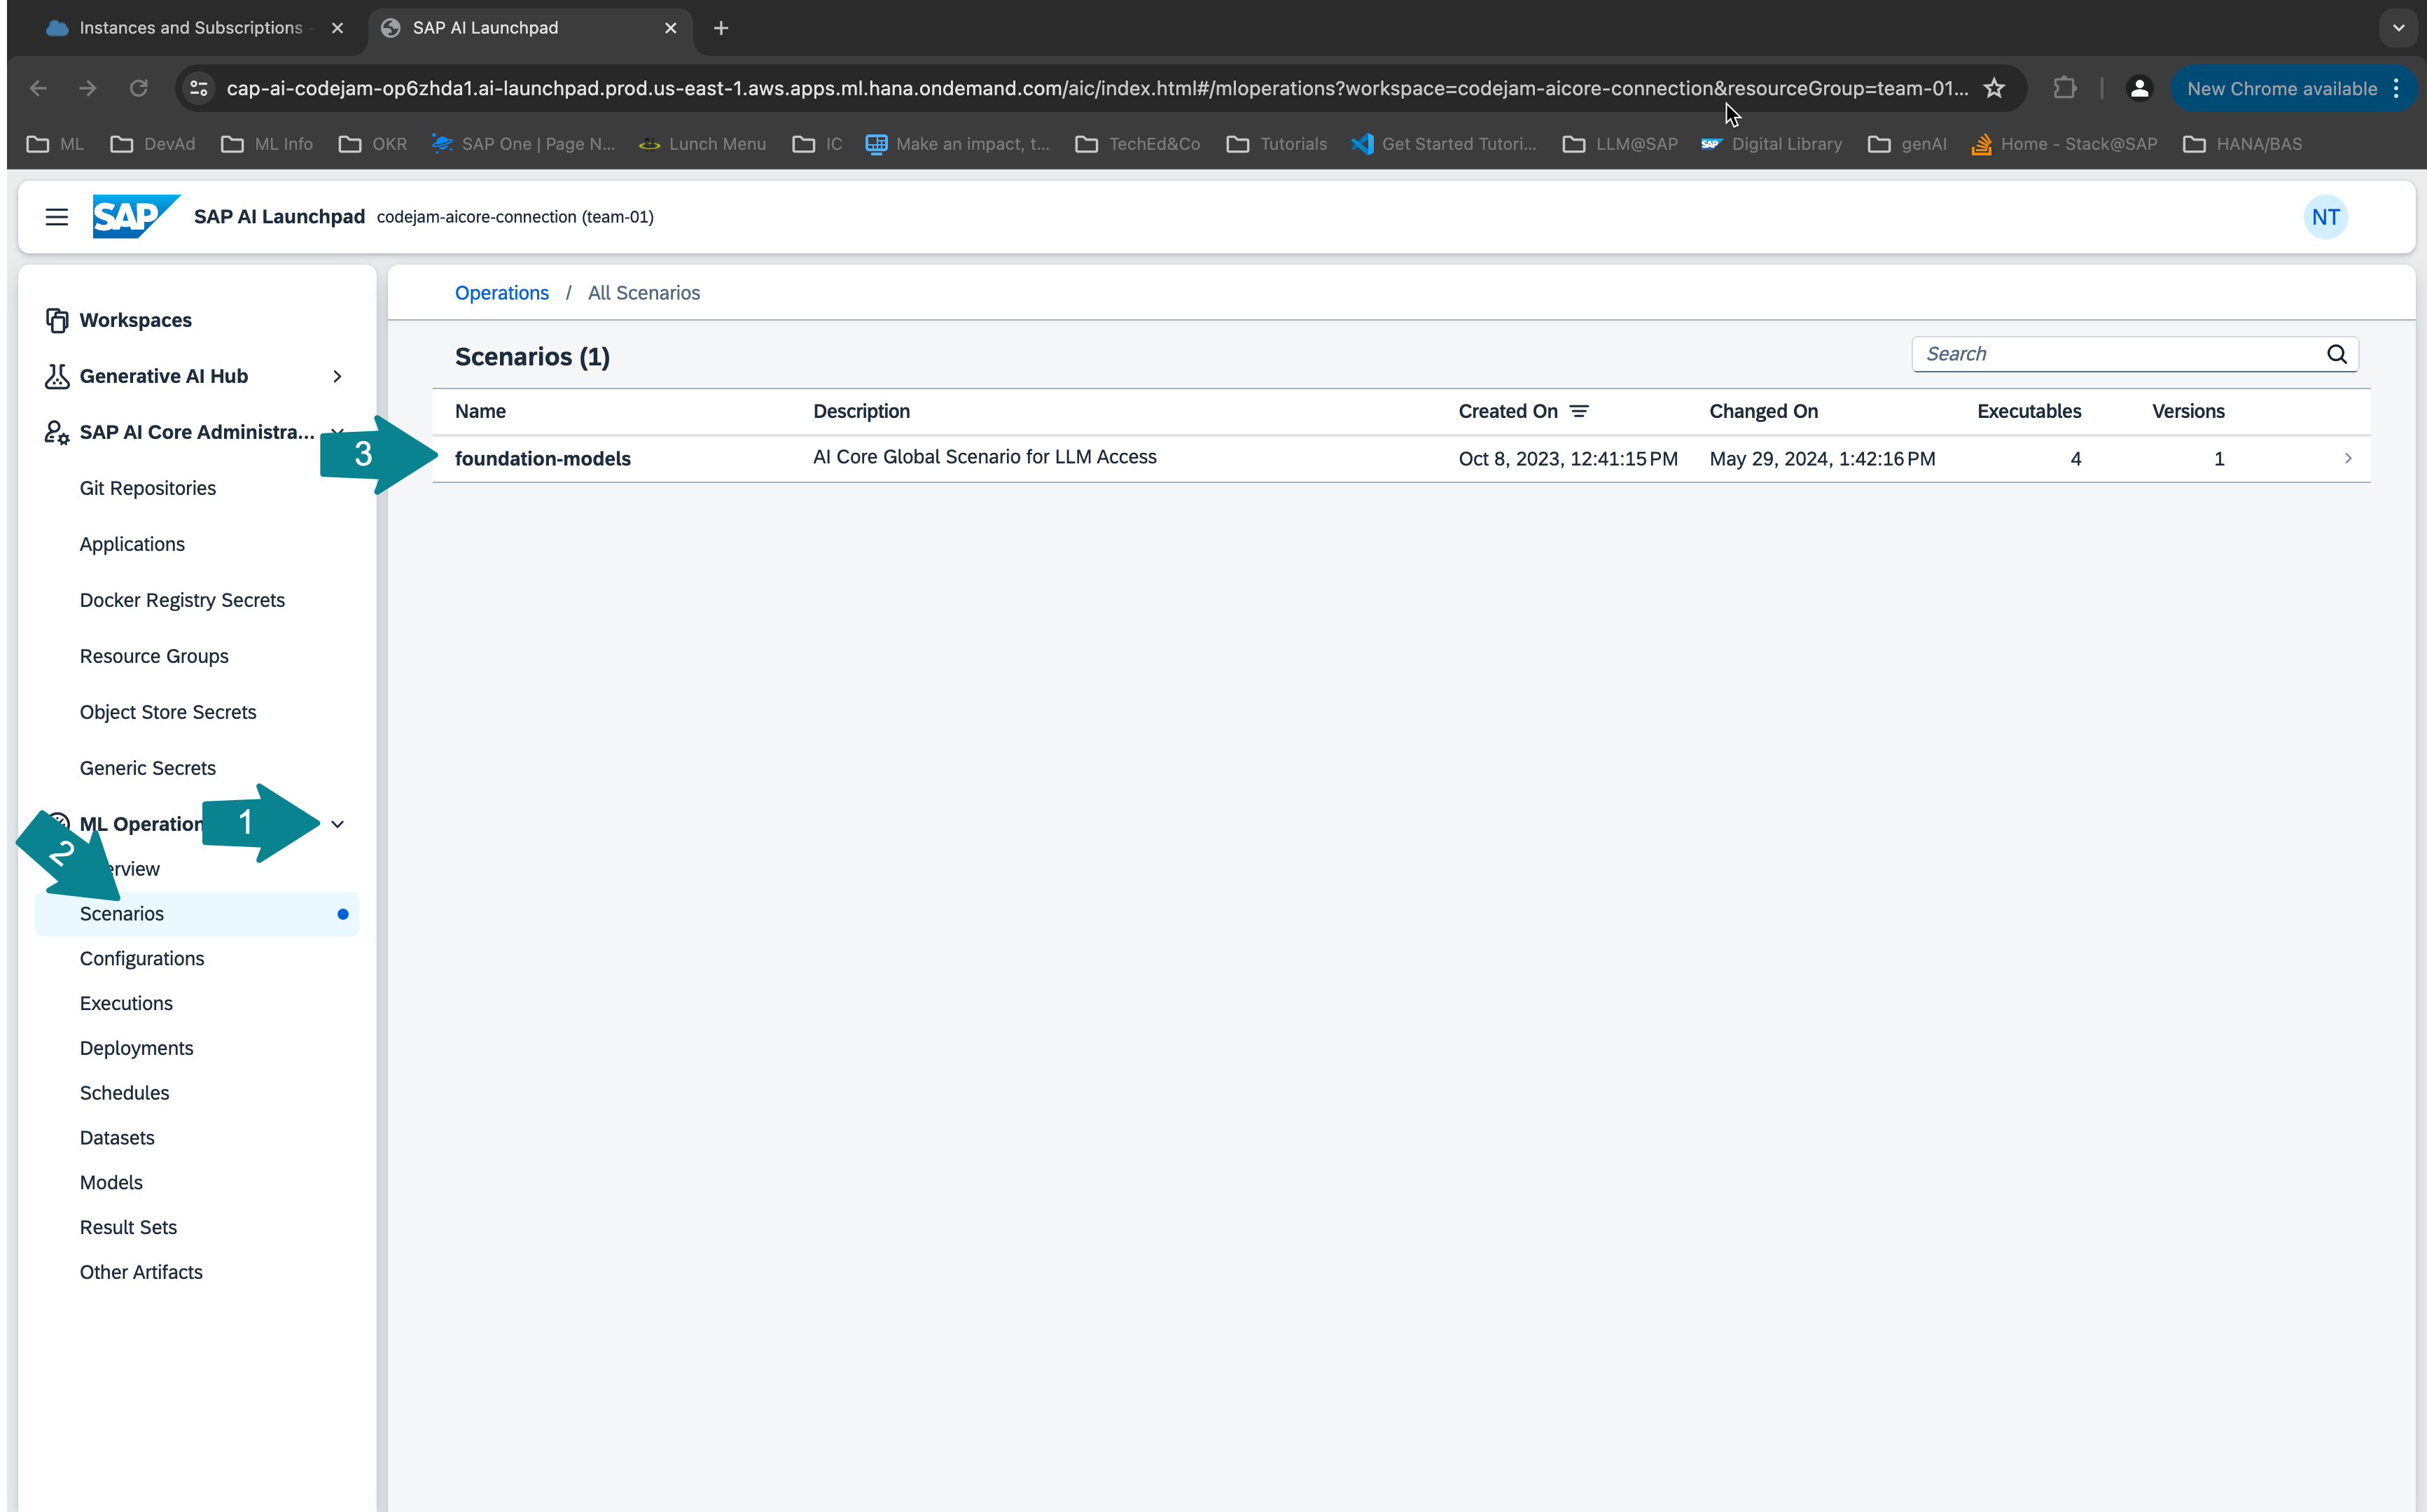 Instances and Subscriptions -
SAP AI Launchpad
cap-ai-codejam-op6zhda1.ai-launchpad.prod.us-east-1.aws.apps.ml.hana.ondemand.com/aic/index.html#/mloperations?workspace=codejam-aicore-connection&resourceGroup=team-01...
New Chrome available
ML
DevAd
ML Info
OKR
SAP One | Page N...
Lunch Menu
IC
Make an impact, t...
TechEd&Co
Tutorials
Get Started Tutori...
LLM@SAP
SAP
Digital Library
genAI
Home - Stack@SAP
HANA/BAS
SAP
SAP AI Launchpad
codejam-aicore-connection (team-01)
NT
Workspaces
Generative AI Hub
SAP AI Core Administra...
Git Repositories
Applications
Docker Registry Secrets
Resource Groups
Object Store Secrets
Generic Secrets
ML Operation
1
2
erview
Scenarios
Configurations
Executions
Deployments
Schedules
Datasets
Models
Result Sets
Other Artifacts
Operations / All Scenarios
Scenarios (1)
Search
Name Description Created On Changed On Executables Versions
3
foundation-models AI Core Global Scenario for LLM Access Oct 8, 2023, 12:41:15 PM May 29, 2024, 1:42:16 PM 4 1